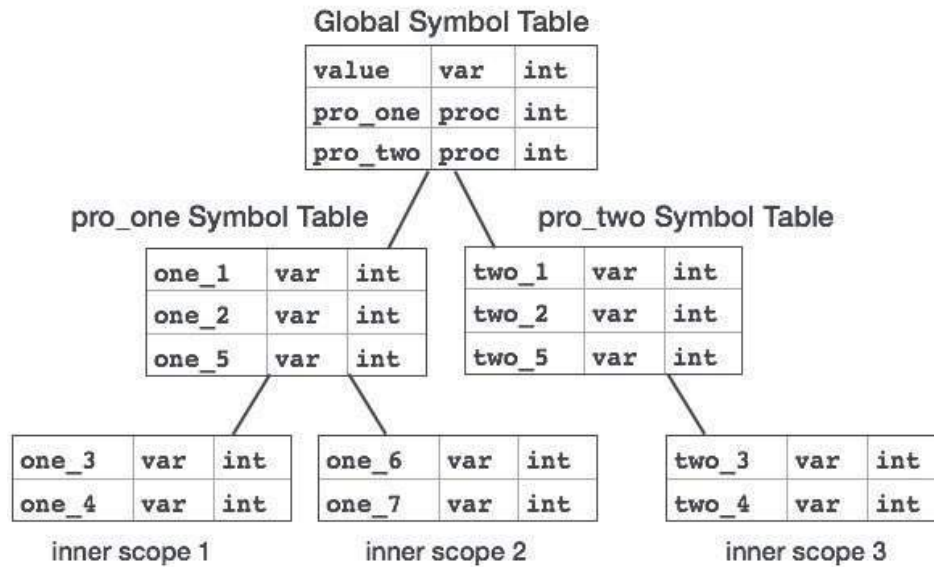 Global Symbol Table
value var int
pro_one proc int
pro_two proc int
pro_one Symbol Table
one_1 var int
one_2 var int
one_5 var int
pro_two Symbol Table
two_1 var int
two_2 var int
two_5 var int
one_3 var int
one_4 var int
inner scope 1
one_6 var int
one_7 var int
inner scope 2
two_3 var int
two_4 var int
inner scope 3